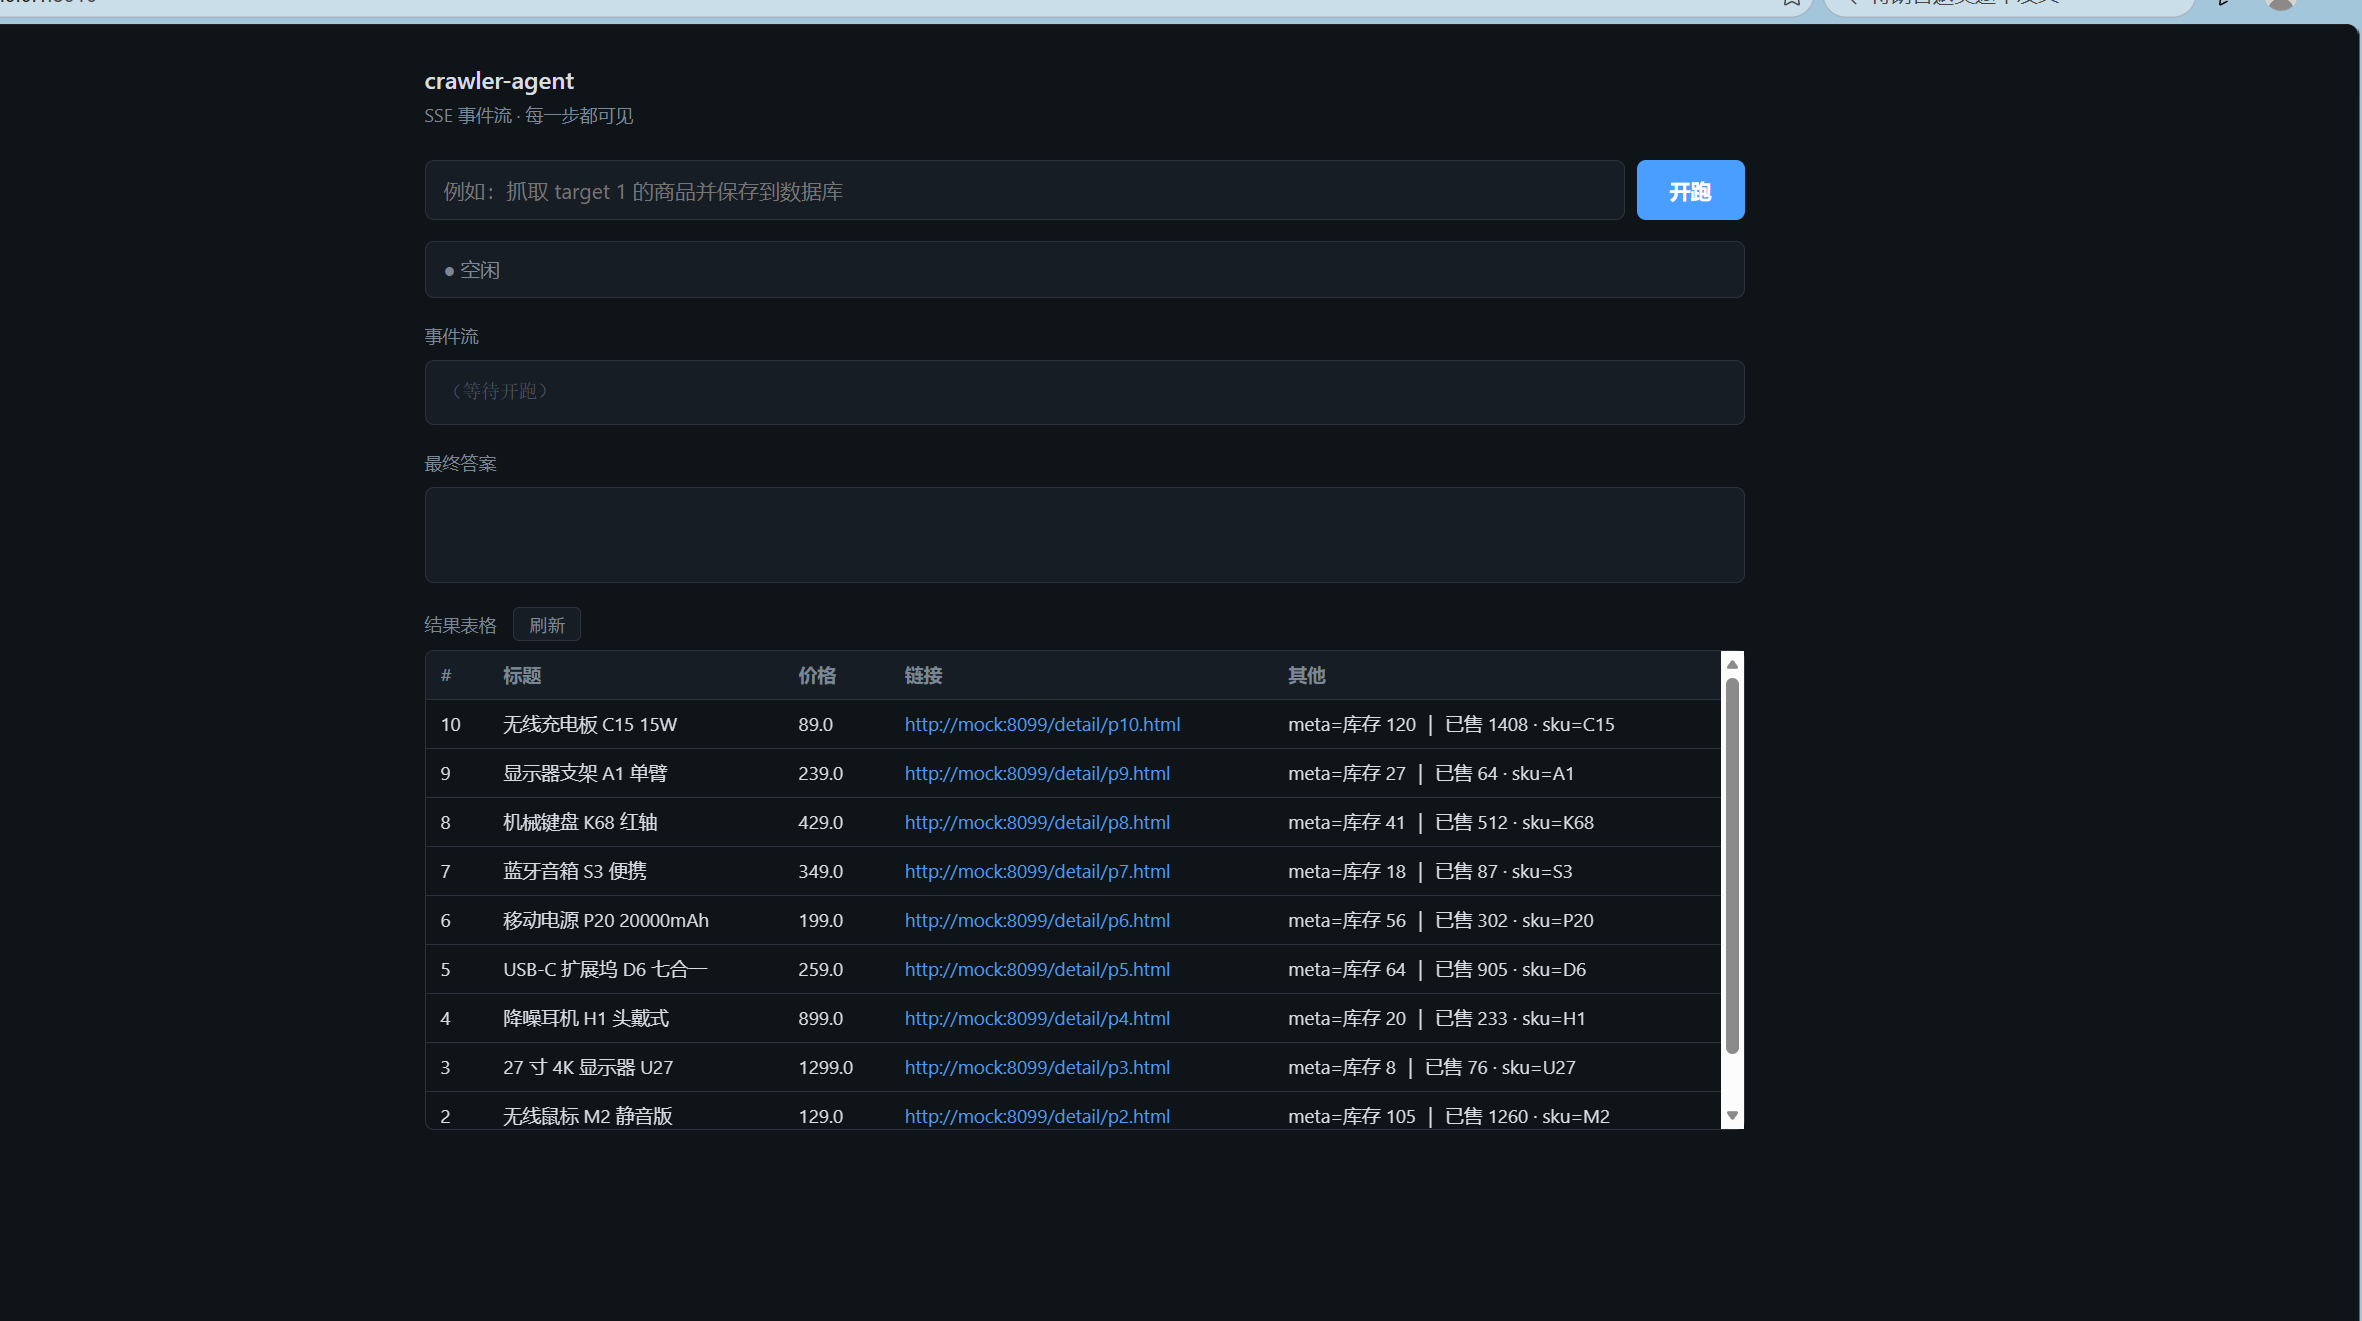 crawler-agent
SSE 事件流 · 每一步都可见
例如：抓取 target 1 的商品并保存到数据库
开跑
● 空闲
事件流
（等待开跑）
最终答案
结果表格 刷新
# 标题 价格 链接 其他
10 无线充电板 C15 15W 89.0 http://mock:8099/detail/p10.html meta=库存 120 | 已售 1408 · sku=C15
9 显示器支架 A1 单臂 239.0 http://mock:8099/detail/p9.html meta=库存 27 | 已售 64 · sku=A1
8 机械键盘 K68 红轴 429.0 http://mock:8099/detail/p8.html meta=库存 41 | 已售 512 · sku=K68
7 蓝牙音箱 S3 便携 349.0 http://mock:8099/detail/p7.html meta=库存 18 | 已售 87 · sku=S3
6 移动电源 P20 20000mAh 199.0 http://mock:8099/detail/p6.html meta=库存 56 | 已售 302 · sku=P20
5 USB-C 扩展坞 D6 七合一 259.0 http://mock:8099/detail/p5.html meta=库存 64 | 已售 905 · sku=D6
4 降噪耳机 H1 头戴式 899.0 http://mock:8099/detail/p4.html meta=库存 20 | 已售 233 · sku=H1
3 27 寸 4K 显示器 U27 1299.0 http://mock:8099/detail/p3.html meta=库存 8 | 已售 76 · sku=U27
2 无线鼠标 M2 静音版 129.0 http://mock:8099/detail/p2.html meta=库存 105 | 已售 1260 · sku=M2